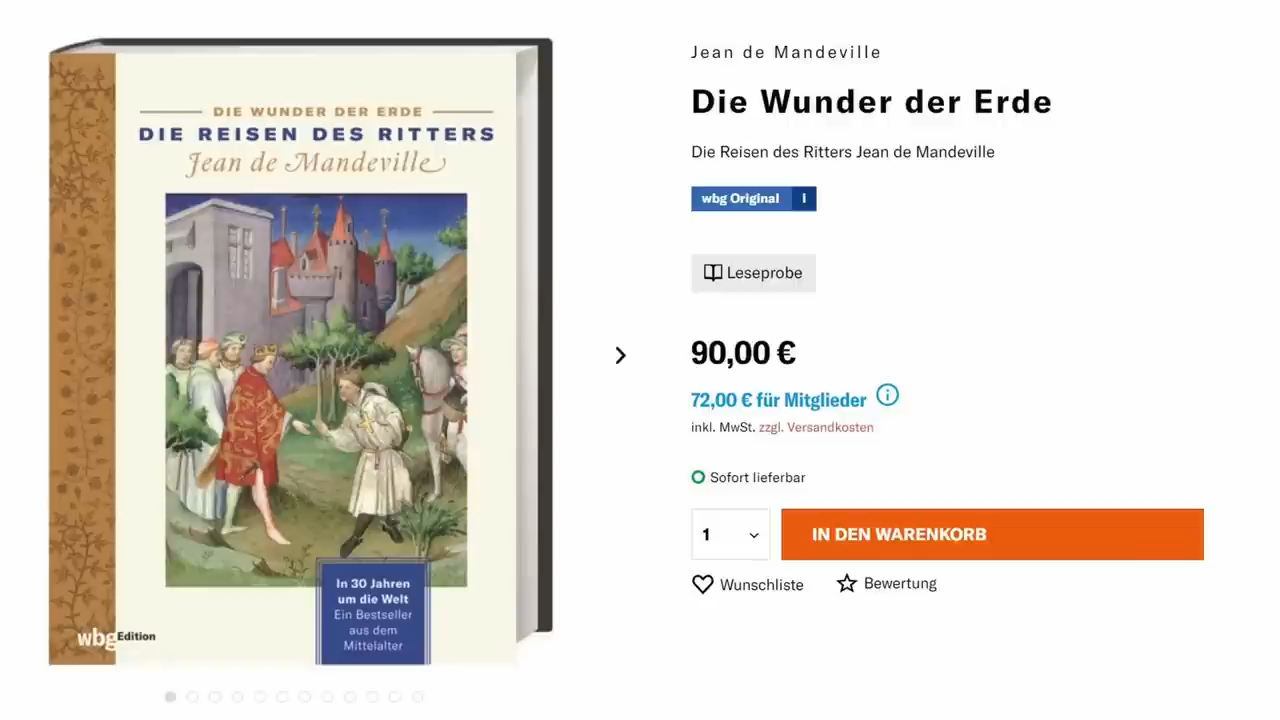 DIE WUNDER DER ERDE
DIE REISEN DES RITTERS
Jean de Mandeville
In 30 Jahren
um die Welt
Ein Bestseller
aus dem
Mittelalter
wbg Edition
Jean de Mandeville
Die Wunder der Erde
Die Reisen des Ritters Jean de Mandeville
wbg Original I
Leseprobe
90,00 €
72,00 € für Mitglieder i
inkl. MwSt. zzgl. Versandkosten
Sofort lieferbar
1 IN DEN WARENKORB
Wunschliste Bewertung